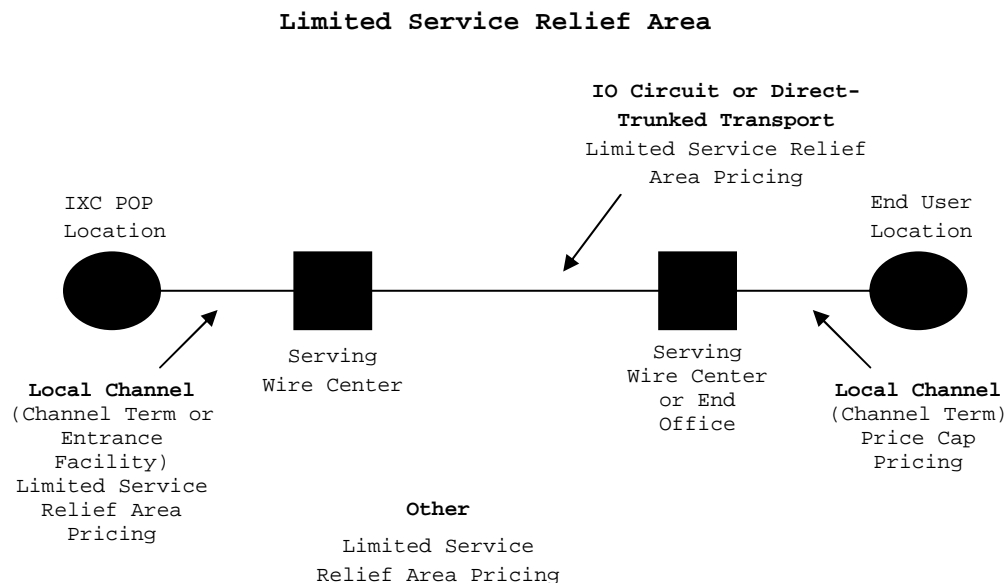 Limited Service Relief Area
IO Circuit or Direct-
Trunked Transport
Limited Service Relief
Area Pricing
IXC POP
Location
End User
Location
Serving
Wire Center
Serving
Wire Center
or End
Office
Local Channel
(Channel Term or
Entrance
Facility)
Limited Service
Relief Area
Pricing
Local Channel
(Channel Term)
Price Cap
Pricing
Other
Limited Service
Relief Area Pricing